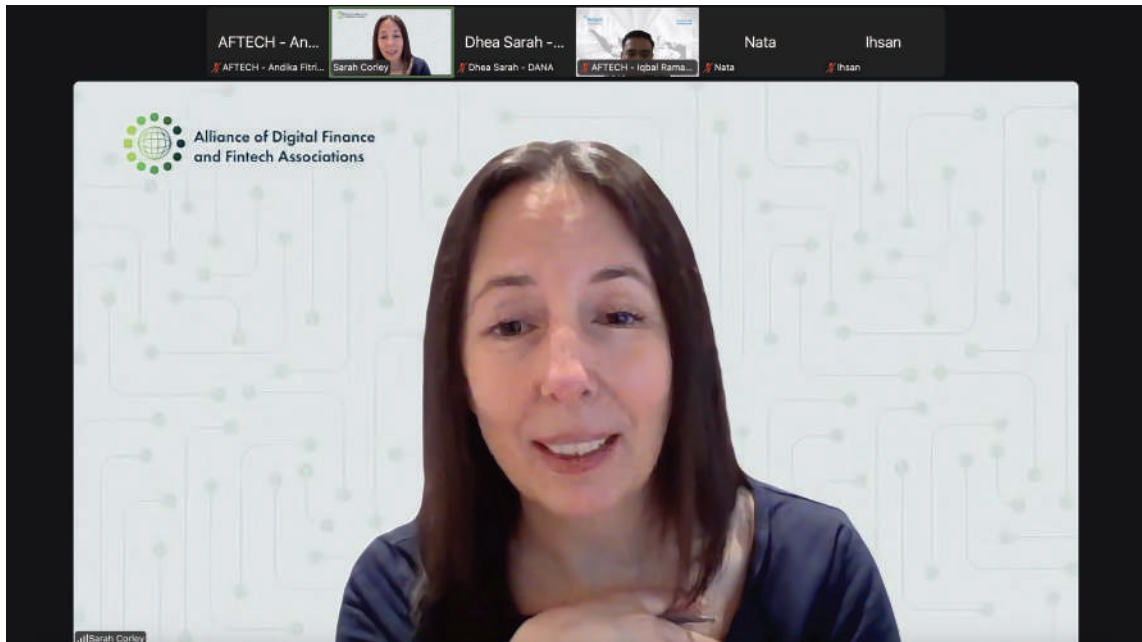 AFTECH - An...
Dhea Sarah -...
Nata
Ihsan
AFTECH - Andika Fitri...
Sarah Corley
Dhea Sarah - DANA
AFTECH - Iqbal Rama...
Nata
Ihsan
Alliance of Digital Finance
and Fintech Associations
Sarah Corley